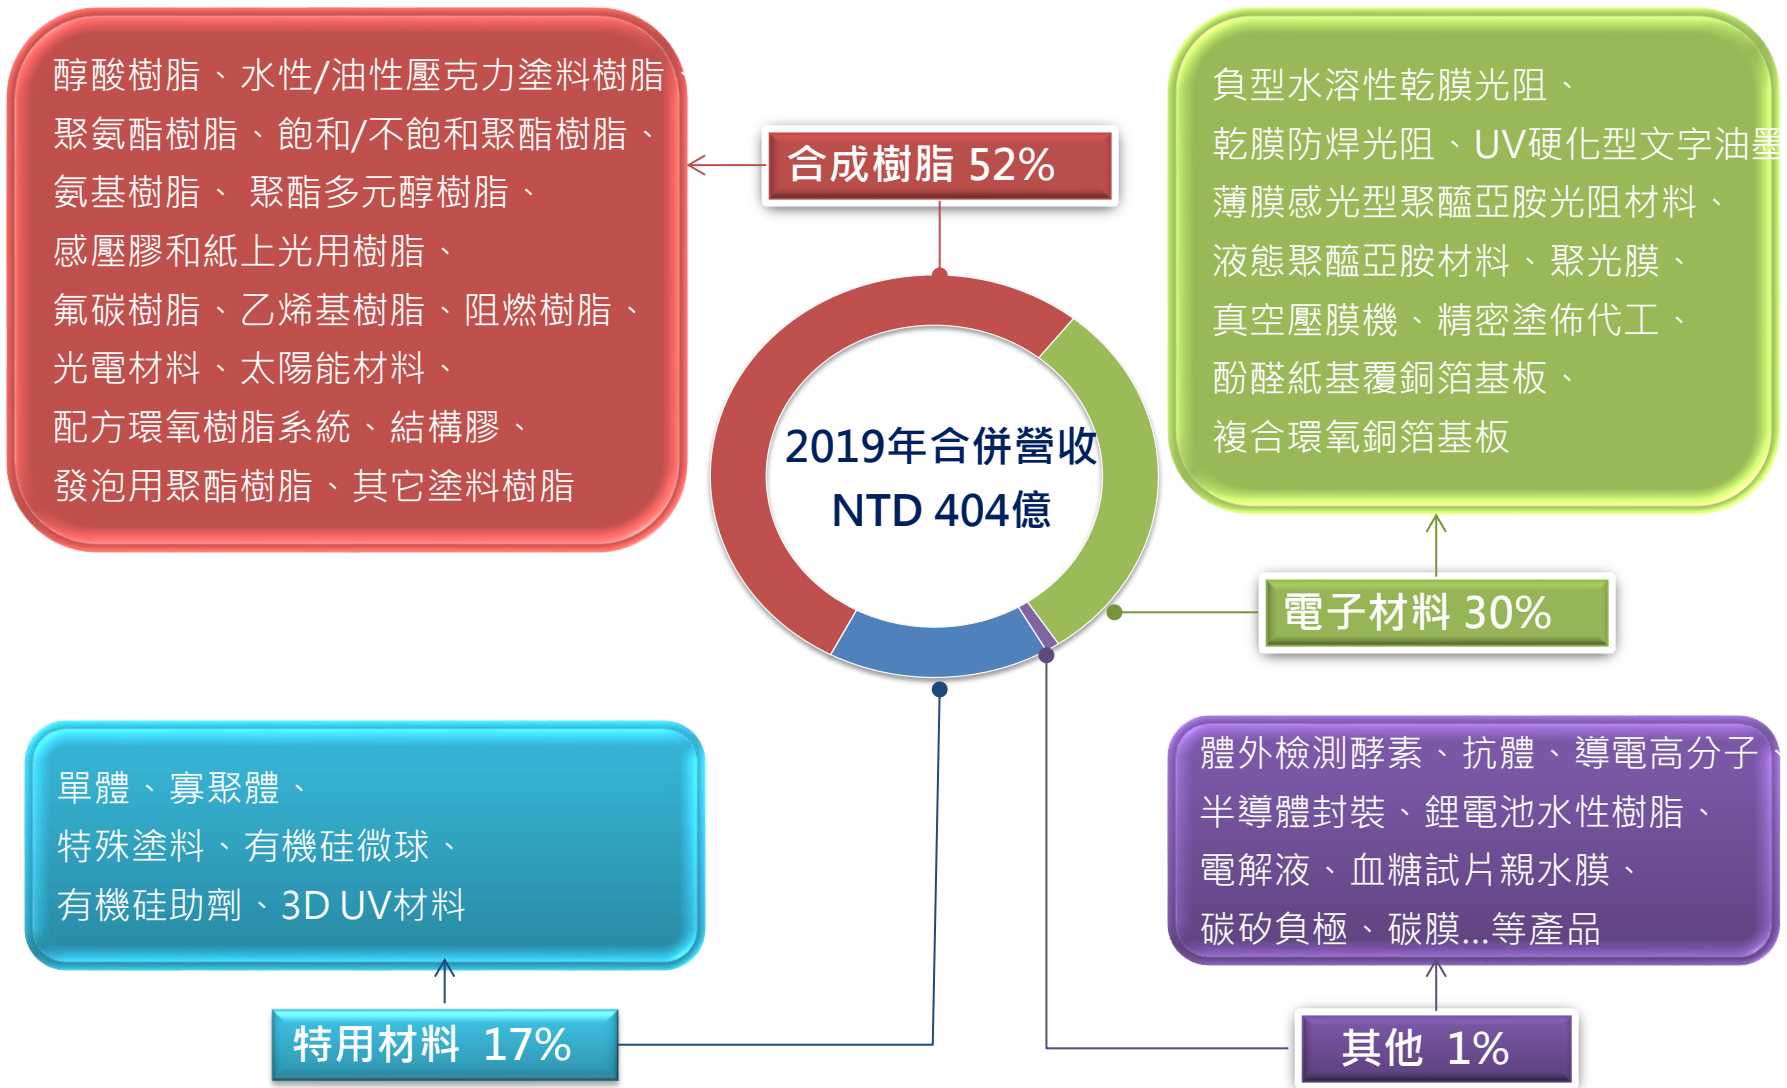 醇酸樹脂、水性/油性壓克力塗料樹脂、
聚氨酯樹脂、飽和/不飽和聚酯樹脂、
氨基樹脂、 聚酯多元醇樹脂、
感壓膠和紙上光用樹脂、
氟碳樹脂、乙烯基樹脂、阻燃樹脂、
光電材料、太陽能材料、
配方環氧樹脂系統、結構膠、
發泡用聚酯樹脂、其它塗料樹脂
合成樹脂 52%
負型水溶性乾膜光阻、
乾膜防焊光阻、UV硬化型文字油墨
薄膜感光型聚醯亞胺光阻材料、
液態聚醯亞胺材料、聚光膜、
真空壓膜機、精密塗佈代工、
酚醛紙基覆銅箔基板、
複合環氧銅箔基板
電子材料 30%
2019年合併營收
NTD 404億
單體、寡聚體、
特殊塗料、有機硅微球、
有機硅助劑、3D UV材料
特用材料 17%
體外檢測酵素、抗體、導電高分子、
半導體封裝、鋰電池水性樹脂、
電解液、血糖試片親水膜、
碳矽負極、碳膜...等產品
其他 1%